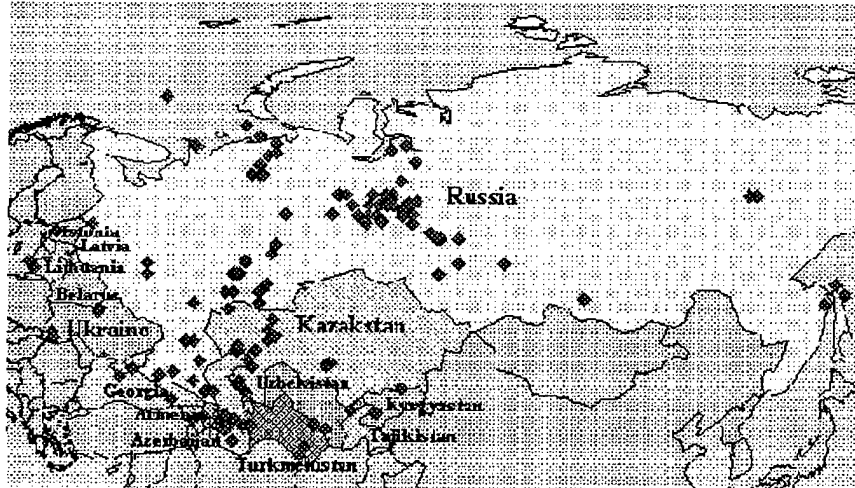 Russia
Estonia
Latvia
Lithuania
Belarus
Ukraine
Kazakstan
Georgia
Uzbekistan
Armenia
Kyrgyzstan
Azerbaijan
Tajikistan
Turkmenistan